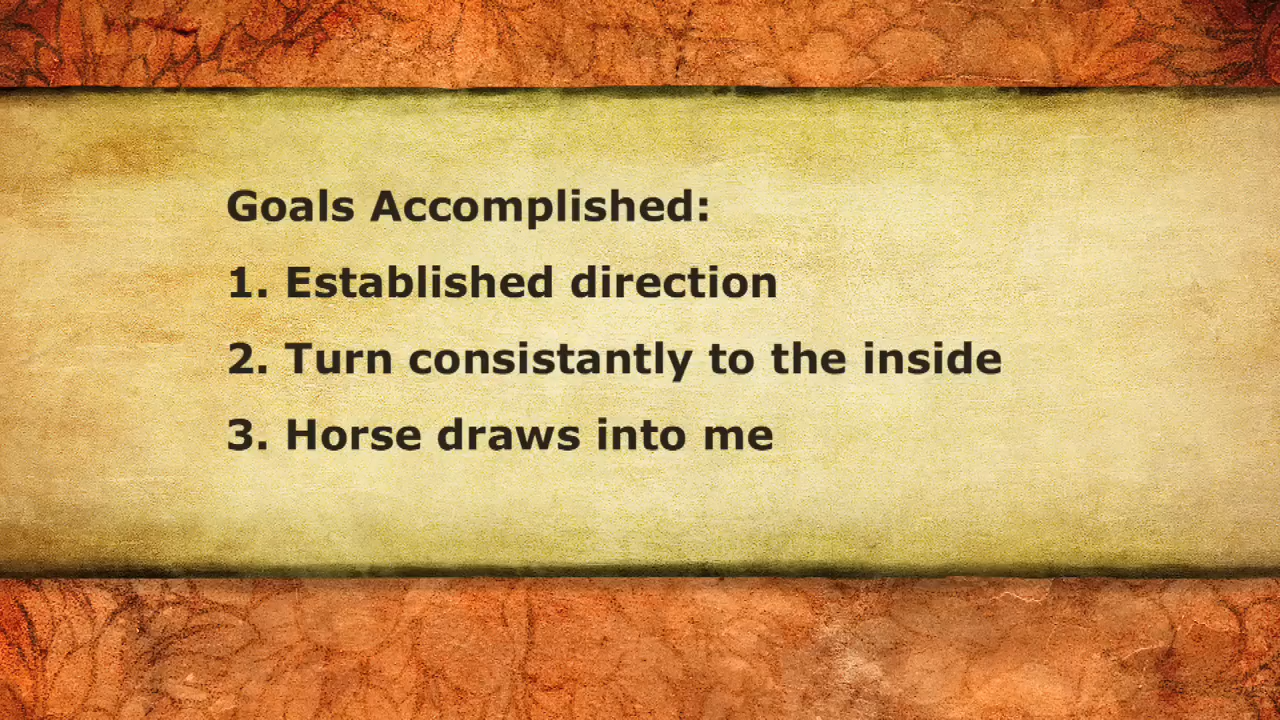 Goals Accomplished:
1. Established direction
2. Turn consistantly to the inside
3. Horse draws into me